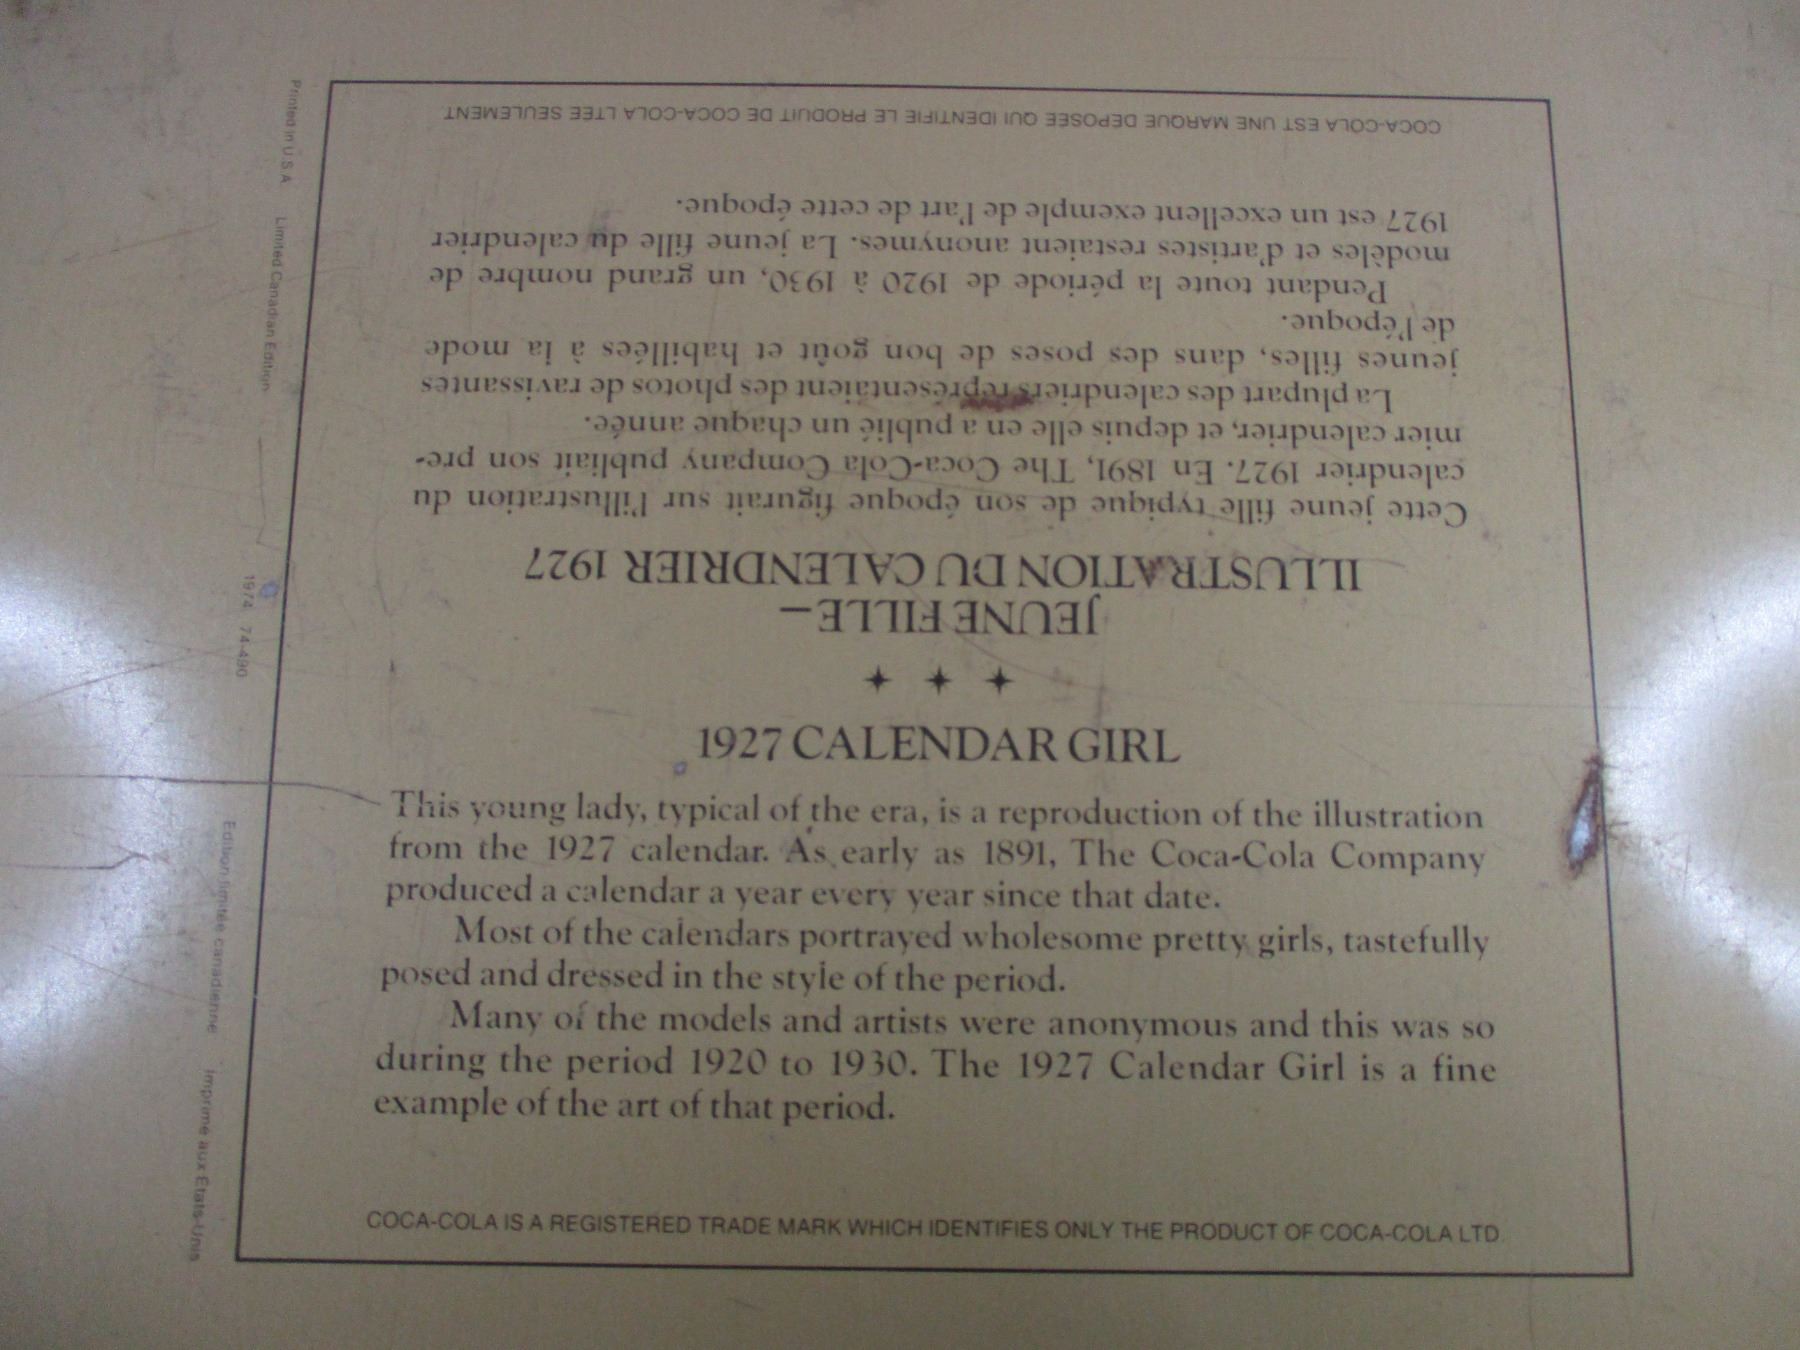 COCA-COLA EST UNE MARQUE DEPOSEE QUI IDENTIFIE LE PRODUIT DE COCA-COLA LTEE SEULEMENT
JEUNE FILLE—
ILLUSTRATION DU CALENDRIER 1927
Cette jeune fille typique de son époque figurait sur l'illustration du
calendrier 1927. En 1891, The Coca-Cola Company publiait son pre-
mier calendrier, et depuis elle en a publié un chaque année.
La plupart des calendriers représentaient des photos de ravissantes
jeunes filles, dans des poses de bon goût et habillées à la mode
de l'époque.
Pendant toute la période de 1920 à 1930, un grand nombre de
modèles et d'artistes restaient anonymes. La jeune fille du calendrier
1927 est un excellent exemple de l'art de cette époque.
1927 CALENDAR GIRL
This young lady, typical of the era, is a reproduction of the illustration
from the 1927 calendar. As early as 1891, The Coca-Cola Company
produced a calendar a year every year since that date.
Most of the calendars portrayed wholesome pretty girls, tastefully
posed and dressed in the style of the period.
Many of the models and artists were anonymous and this was so
during the period 1920 to 1930. The 1927 Calendar Girl is a fine
example of the art of that period.
COCA-COLA IS A REGISTERED TRADE MARK WHICH IDENTIFIES ONLY THE PRODUCT OF COCA-COLA LTD.
Printed in U.S.A. Limited Canadian Edition 1974 74-490 Edition limitée canadienne Imprimé aux États-Unis